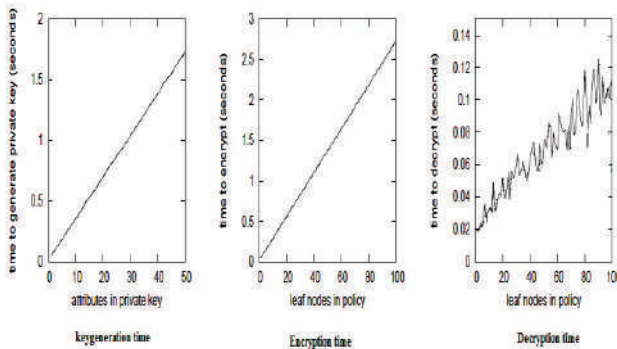 time to generate private key (seconds)
2
1.5
1
0.5
0
0 10 20 30 40 50
attributes in private key
keygeneration time
time to encrypt (seconds)
3
2.5
2
1.5
1
0.5
0
0 20 40 60 80 100
leaf nodes in policy
Encryption time
time to decrypt (seconds)
0.14
0.12
0.10
0.08
0.06
0.04
0.02
0
0 20 40 60 80 100
leaf nodes in policy
Decryption time